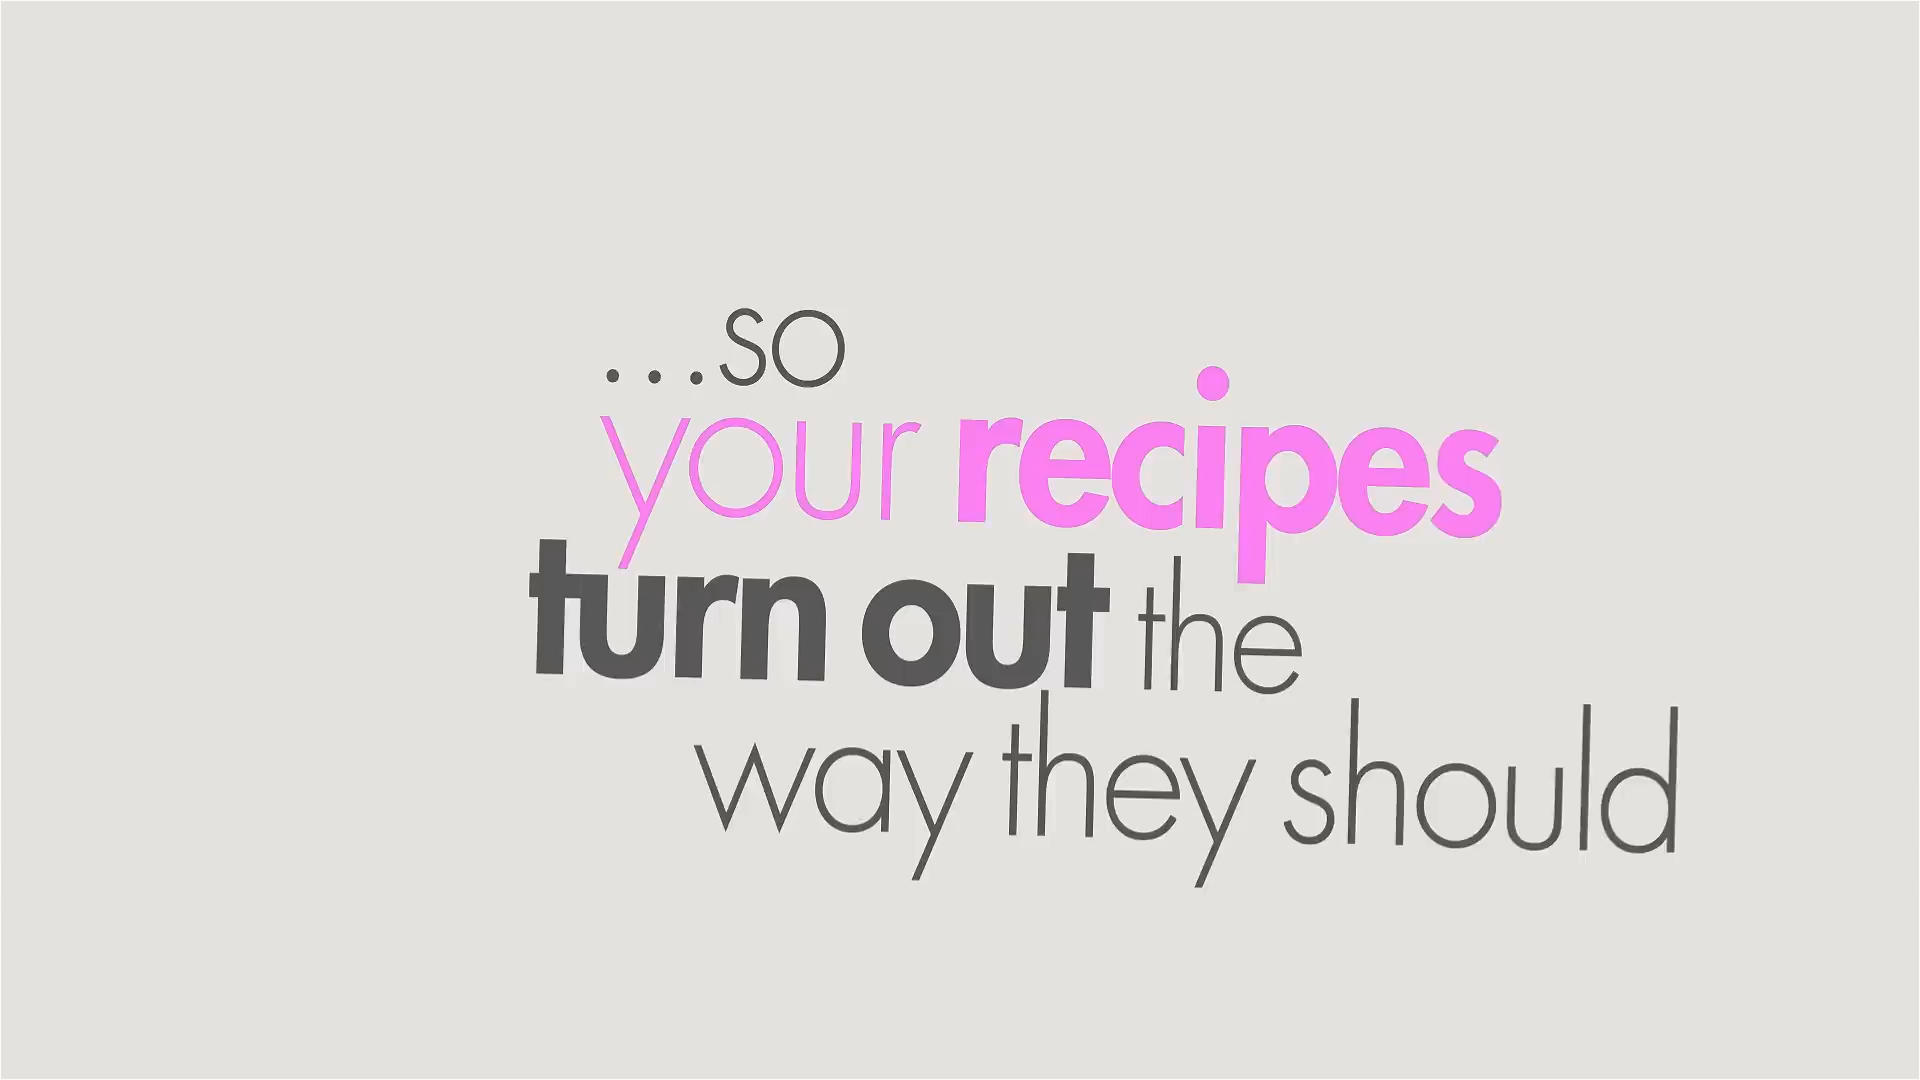 ...so
your recipes
turn out the
way they should